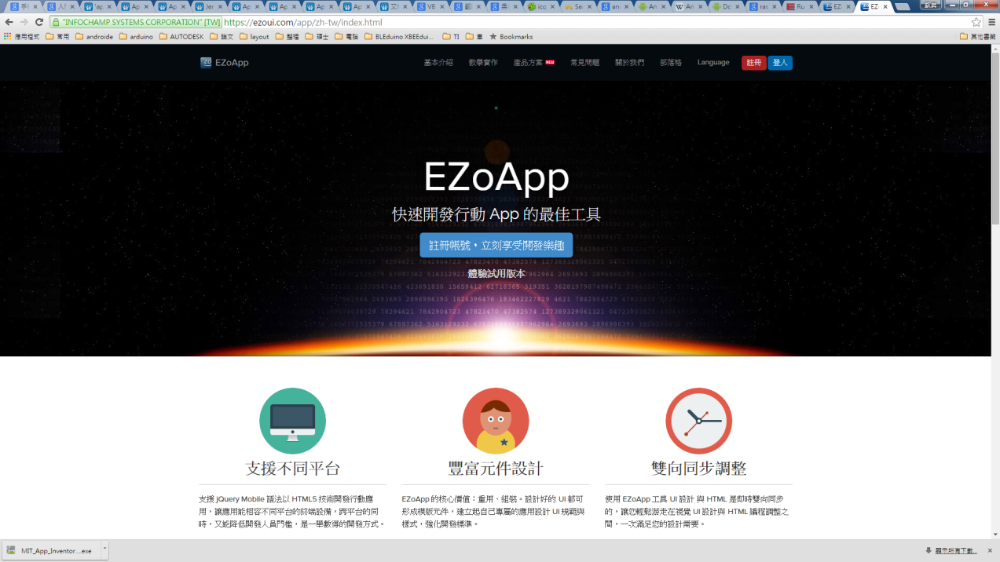 "INFOCHAMP SYSTEMS CORPORATION" [TW] https://ezoui.com/app/zh-tw/index.html
應用程式 常用 androide arduino AUTODESK 論文 layout 整理 碩士 電腦 BLEduino XBEEdui... TI 車 Bookmarks 其他書籤
EZoApp 基本介紹 教學實作 產品方案 NEW 常見問題 關於我們 部落格 Language 註冊 登入
EZoApp
快速開發行動 App 的最佳工具
註冊帳號，立刻享受開發樂趣
體驗試用版本
支援不同平台
支援 jQuery Mobile 語法以 HTML5 技術開發行動應
用，讓應用能相容不同平台的終端設備，跨平台的同
時，又能降低開發人員門檻，是一舉數得的開發方式。
豐富元件設計
EZoApp 的核心價值：重用、組裝。設計好的 UI 都可
形成模版元件，建立起自己專屬的應用設計 UI 規範與
樣式，強化開發標準。
雙向同步調整
使用 EZoApp 工具 UI 設計 與 HTML 是即時雙向同步
的，讓您輕鬆游走在視覺 UI 設計與 HTML 編程調整之
間，一次滿足您的設計需要。
MIT_App_Inventor....exe 顯示所有下載...